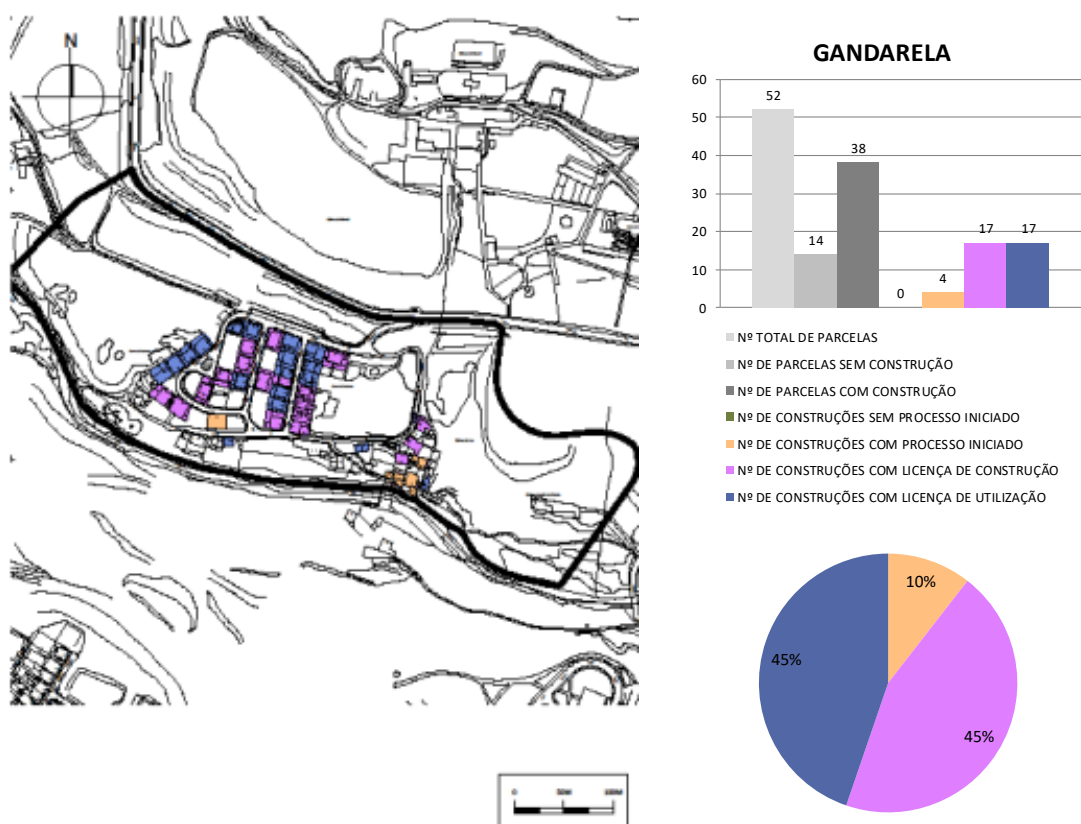 N
GANDARELA
60
50
40
30
20
10
0
52
14
38
0
4
17
17
Nº TOTAL DE PARCELAS
Nº DE PARCELAS SEM CONSTRUÇÃO
Nº DE PARCELAS COM CONSTRUÇÃO
Nº DE CONSTRUÇÕES SEM PROCESSO INICIADO
Nº DE CONSTRUÇÕES COM PROCESSO INICIADO
Nº DE CONSTRUÇÕES COM LICENÇA DE CONSTRUÇÃO
Nº DE CONSTRUÇÕES COM LICENÇA DE UTILIZAÇÃO
10%
45%
45%
0 50M 100M